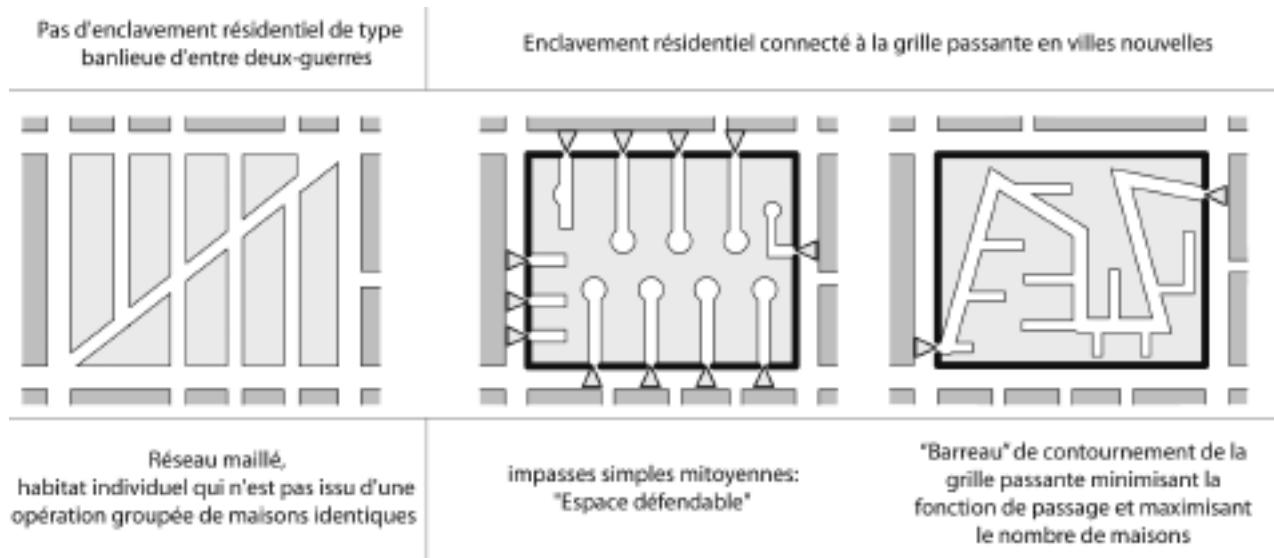 Pas d'enclavement résidentiel de type
banlieue d'entre deux-guerres
Enclavement résidentiel connecté à la grille passante en villes nouvelles
Réseau maillé,
habitat individuel qui n'est pas issu d'une
opération groupée de maisons identiques
impasses simples mitoyennes:
"Espace défendable"
"Barreau" de contournement de la
grille passante minimisant la
fonction de passage et maximisant
le nombre de maisons